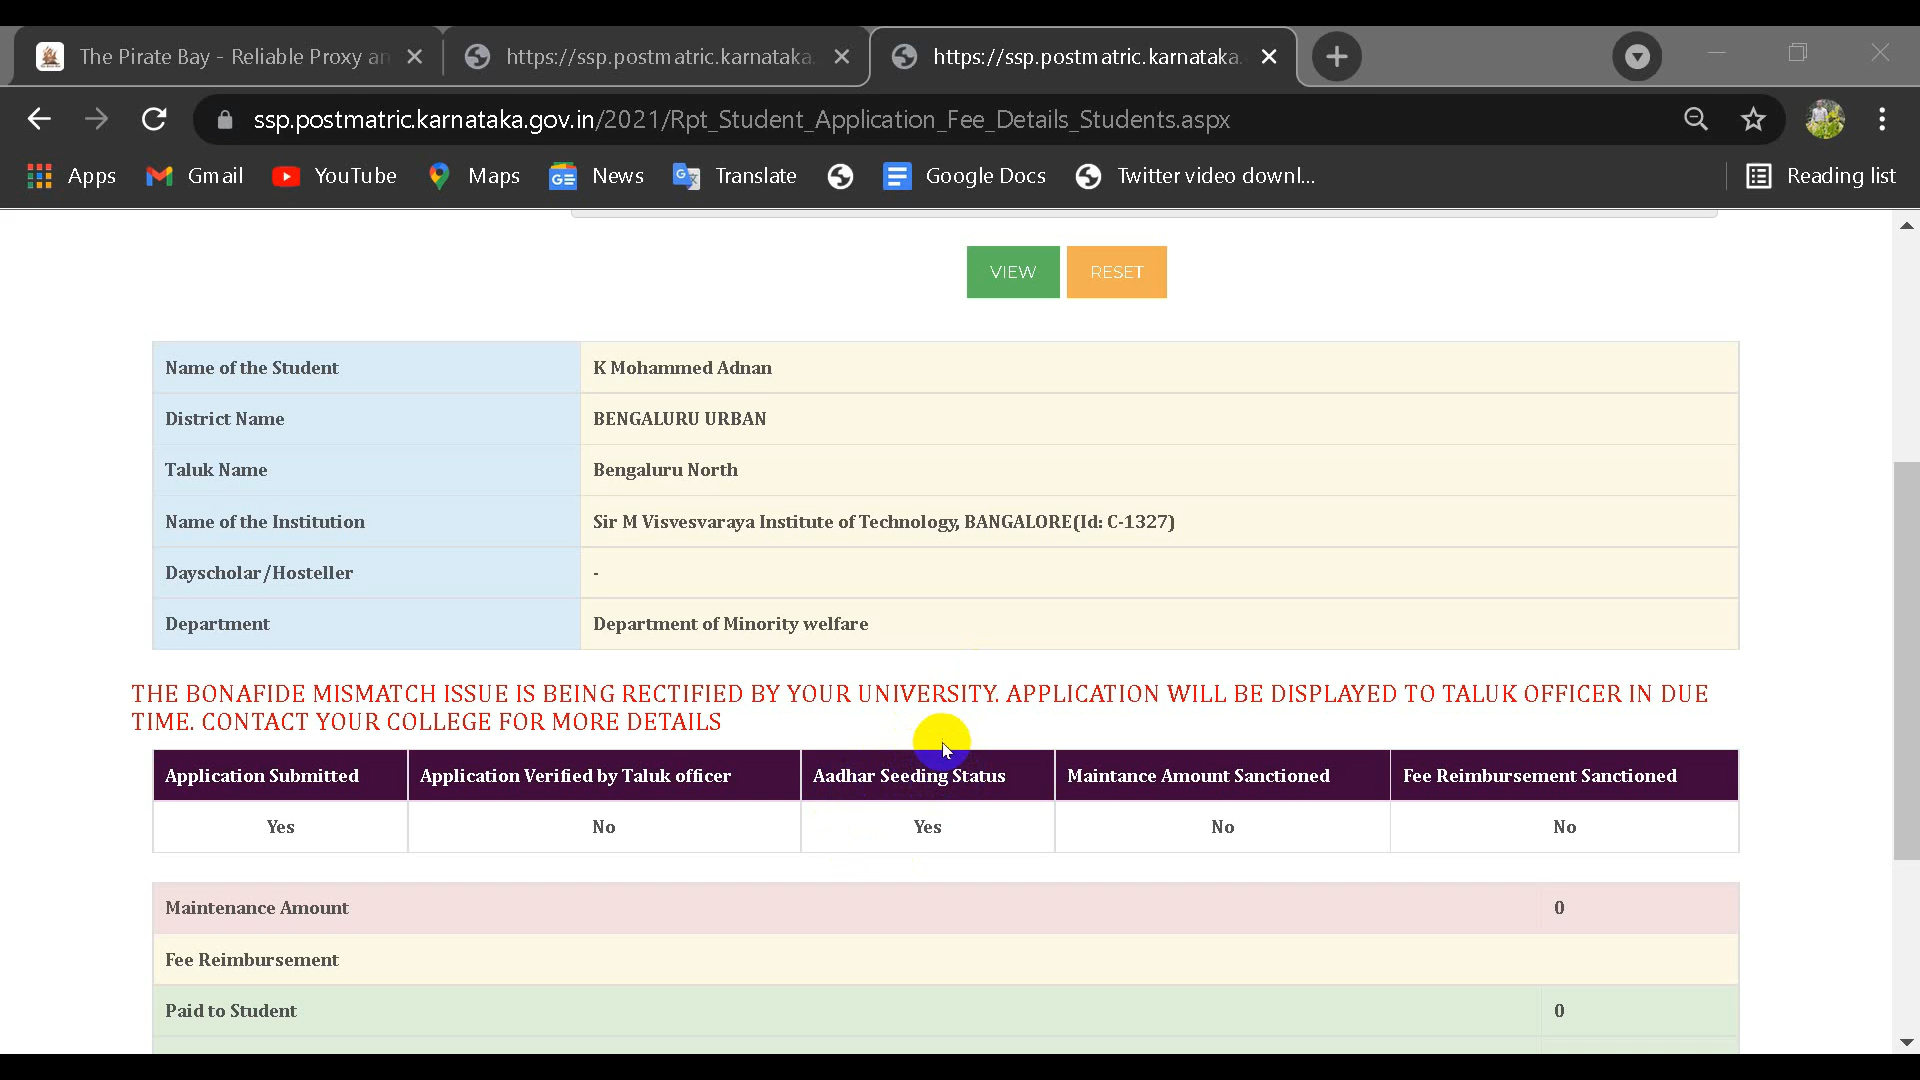 The Pirate Bay - Reliable Proxy an
https://ssp.postmatric.karnataka.
https://ssp.postmatric.karnataka.
ssp.postmatric.karnataka.gov.in/2021/Rpt_Student_Application_Fee_Details_Students.aspx
Apps Gmail YouTube Maps News Translate Google Docs Twitter video downl... Reading list
VIEW RESET
Name of the Student K Mohammed Adnan
District Name BENGALURU URBAN
Taluk Name Bengaluru North
Name of the Institution Sir M Visvesvaraya Institute of Technology, BANGALORE(Id: C-1327)
Dayscholar/Hosteller -
Department Department of Minority welfare
THE BONAFIDE MISMATCH ISSUE IS BEING RECTIFIED BY YOUR UNIVERSITY. APPLICATION WILL BE DISPLAYED TO TALUK OFFICER IN DUE
TIME. CONTACT YOUR COLLEGE FOR MORE DETAILS
Application Submitted Application Verified by Taluk officer Aadhar Seeding Status Maintance Amount Sanctioned Fee Reimbursement Sanctioned
Yes No Yes No No
Maintenance Amount 0
Fee Reimbursement
Paid to Student 0